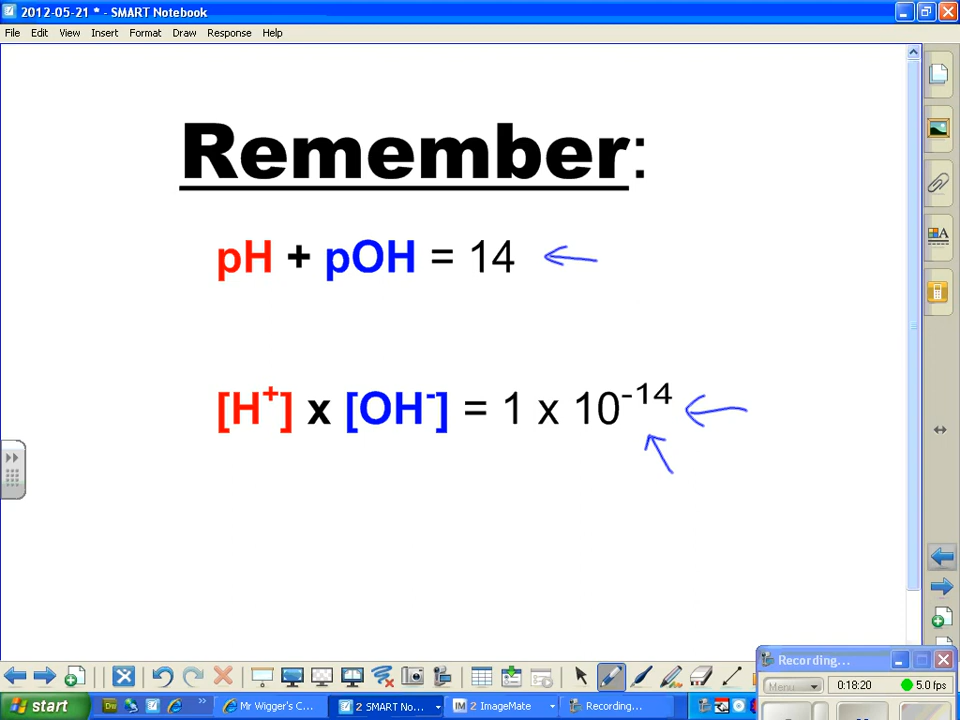 2012-05-21 * - SMART Notebook
File Edit View Insert Format Draw Response Help
Remember:
pH + pOH = 14
[H⁺] x [OH⁻] = 1 x 10⁻¹⁴
Recording...
Menu 0:18:20 5.0 fps
start Mr Wigger's C... 2 SMART No... 2 ImageMate Recording....